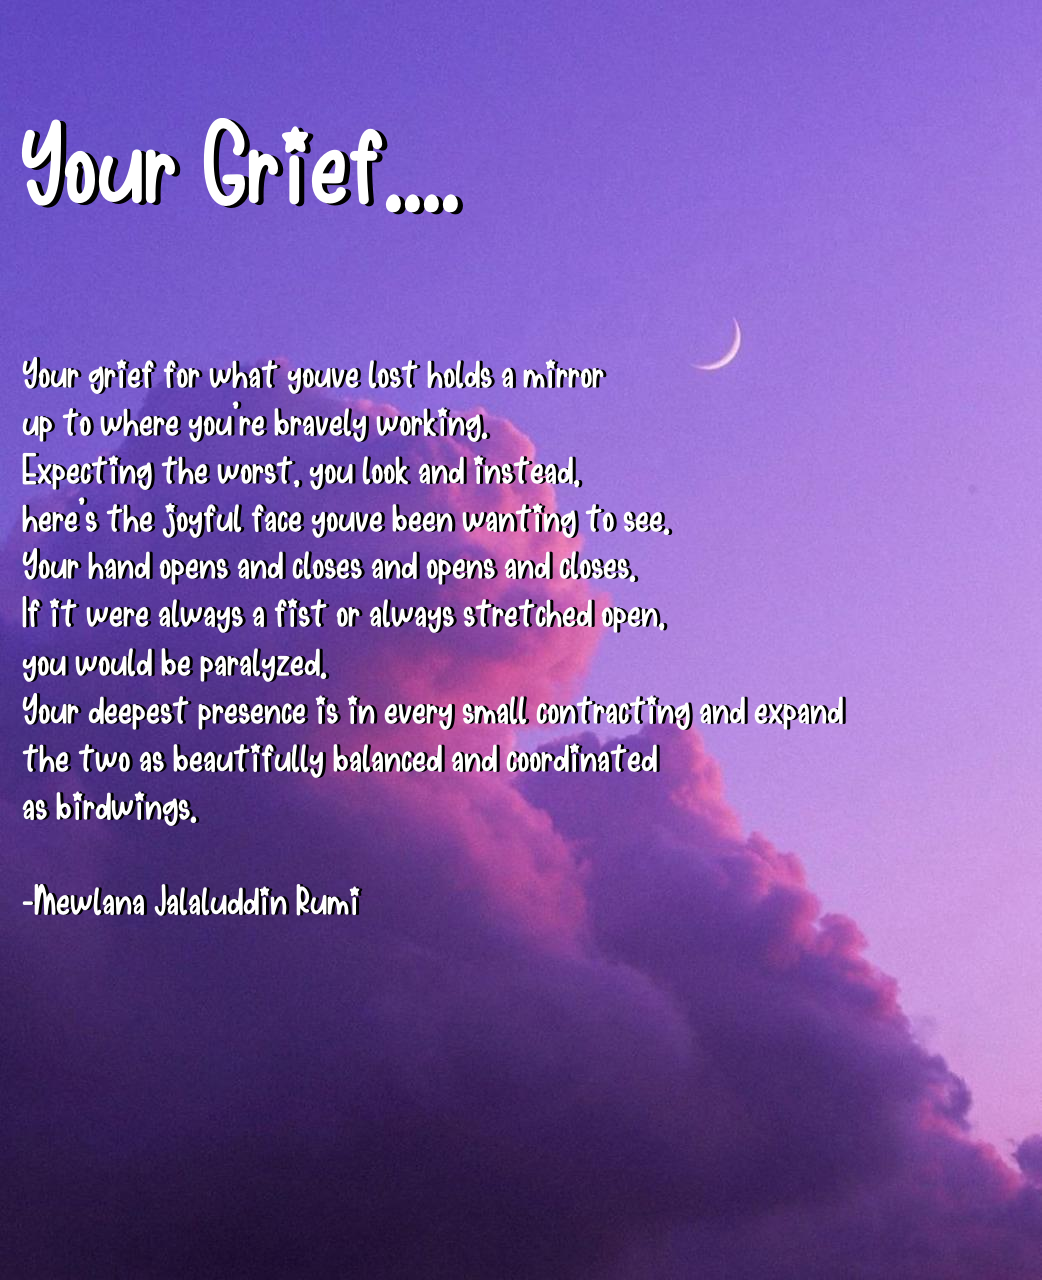 Your Grief....
Your grief for what youve lost holds a mirror
up to where you're bravely working.
Expecting the worst, you look and instead,
here's the joyful face youve been wanting to see.
Your hand opens and closes and opens and closes.
If it were always a fist or always stretched open,
you would be paralyzed.
Your deepest presence is in every small contracting and expand
the two as beautifully balanced and coordinated
as birdwings.
-Mewlana Jalaluddin Rumi